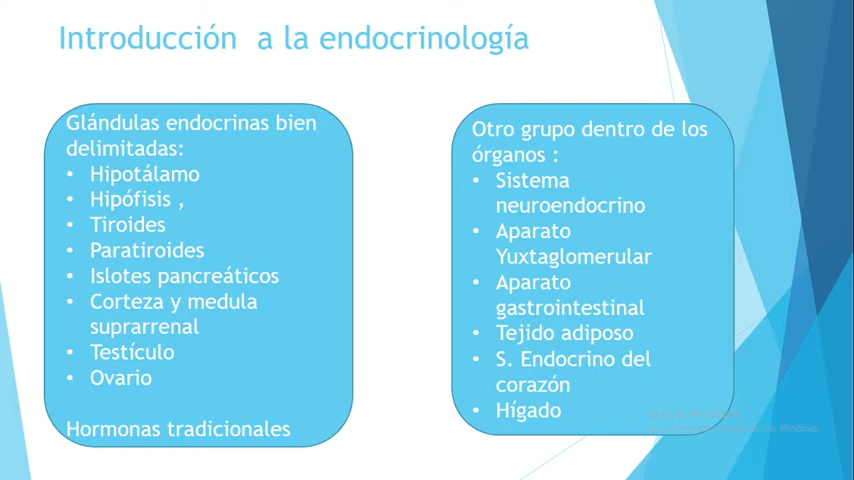 Introducción a la endocrinología
Glándulas endocrinas bien
delimitadas:
• Hipotálamo
• Hipófisis ,
• Tiroides
• Paratiroides
• Islotes pancreáticos
• Corteza y medula
suprarrenal
• Testículo
• Ovario
Hormonas tradicionales
Otro grupo dentro de los
órganos :
• Sistema
neuroendocrino
• Aparato
Yuxtaglomerular
• Aparato
gastrointestinal
• Tejido adiposo
• S. Endocrino del
corazón
• Hígado
Windows.